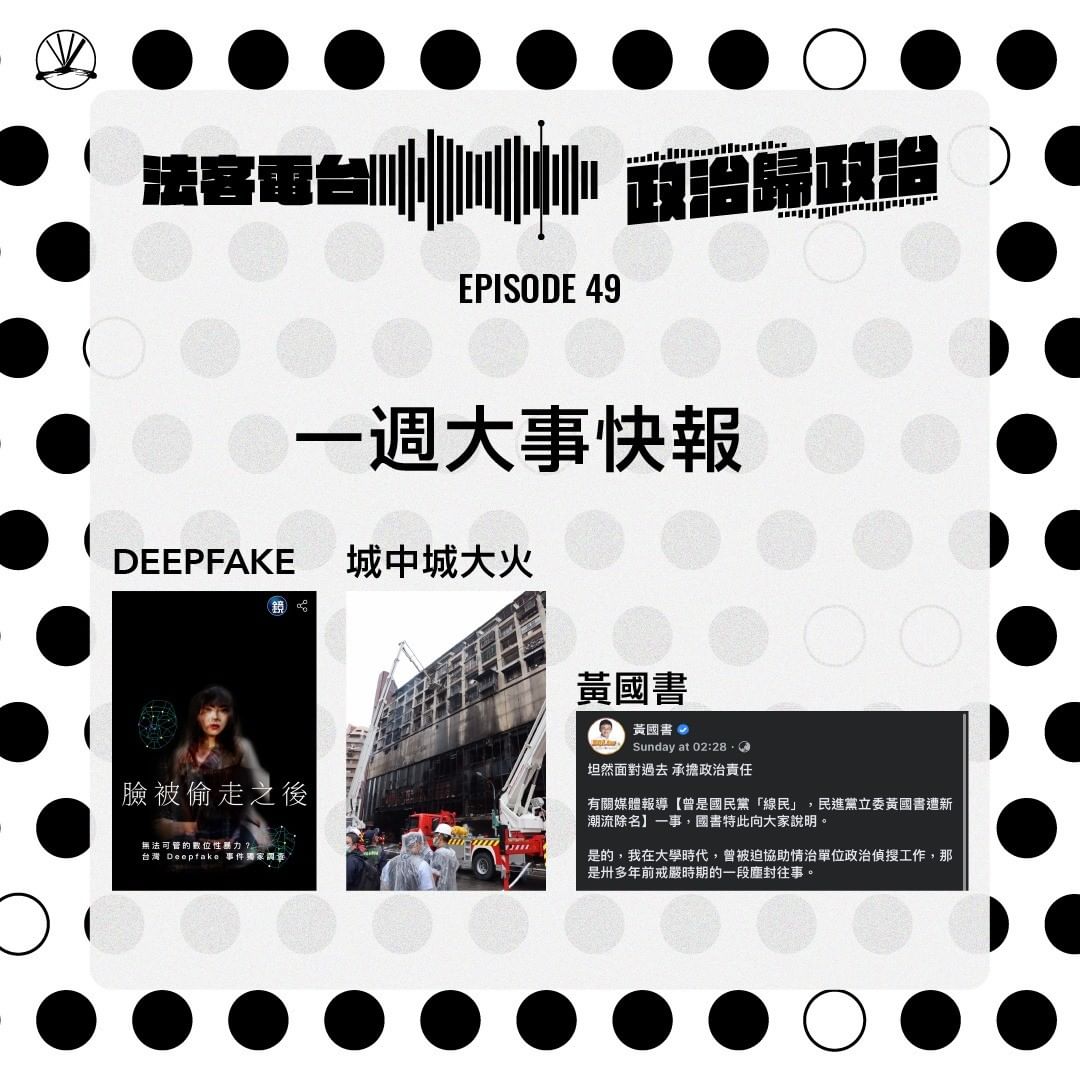 法客電台
政治歸政治
EPISODE 49
一週大事快報
DEEPFAKE
鏡
臉被偷走之後
無法可管的數位性暴力？
台灣 Deepfake 事件獨家調查
城中城大火
黃國書
黃國書
Sunday at 02:28 ·
坦然面對過去 承擔政治責任
有關媒體報導【曾是國民黨「線民」，民進黨立委黃國書遭新
潮流除名】一事，國書特此向大家說明。
是的，我在大學時代，曾被迫協助情治單位政治偵搜工作，那
是卅多年前戒嚴時期的一段塵封往事。